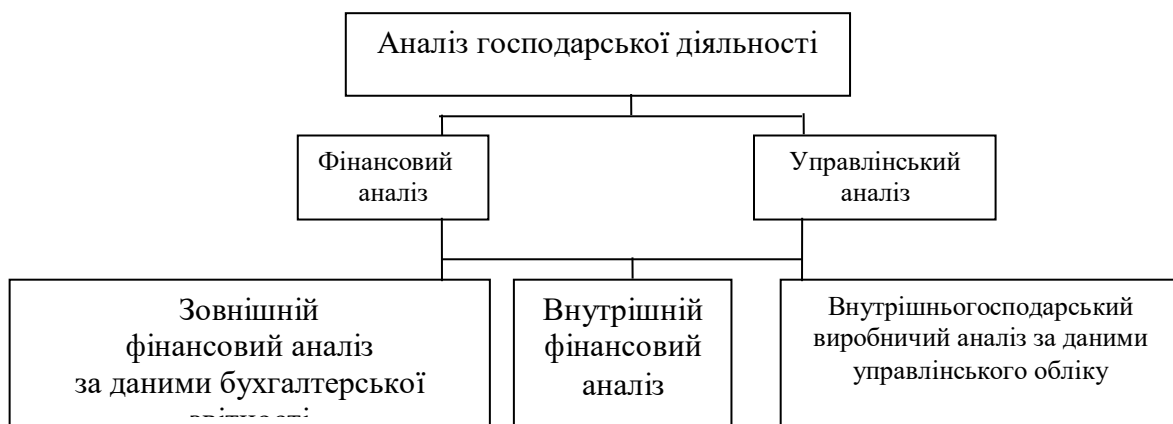 Аналіз господарської діяльності
Фінансовий
аналіз
Управлінський
аналіз
Зовнішній
фінансовий аналіз
за даними бухгалтерської
звітності
Внутрішній
фінансовий
аналіз
Внутрішньогосподарський
виробничий аналіз за даними
управлінського обліку